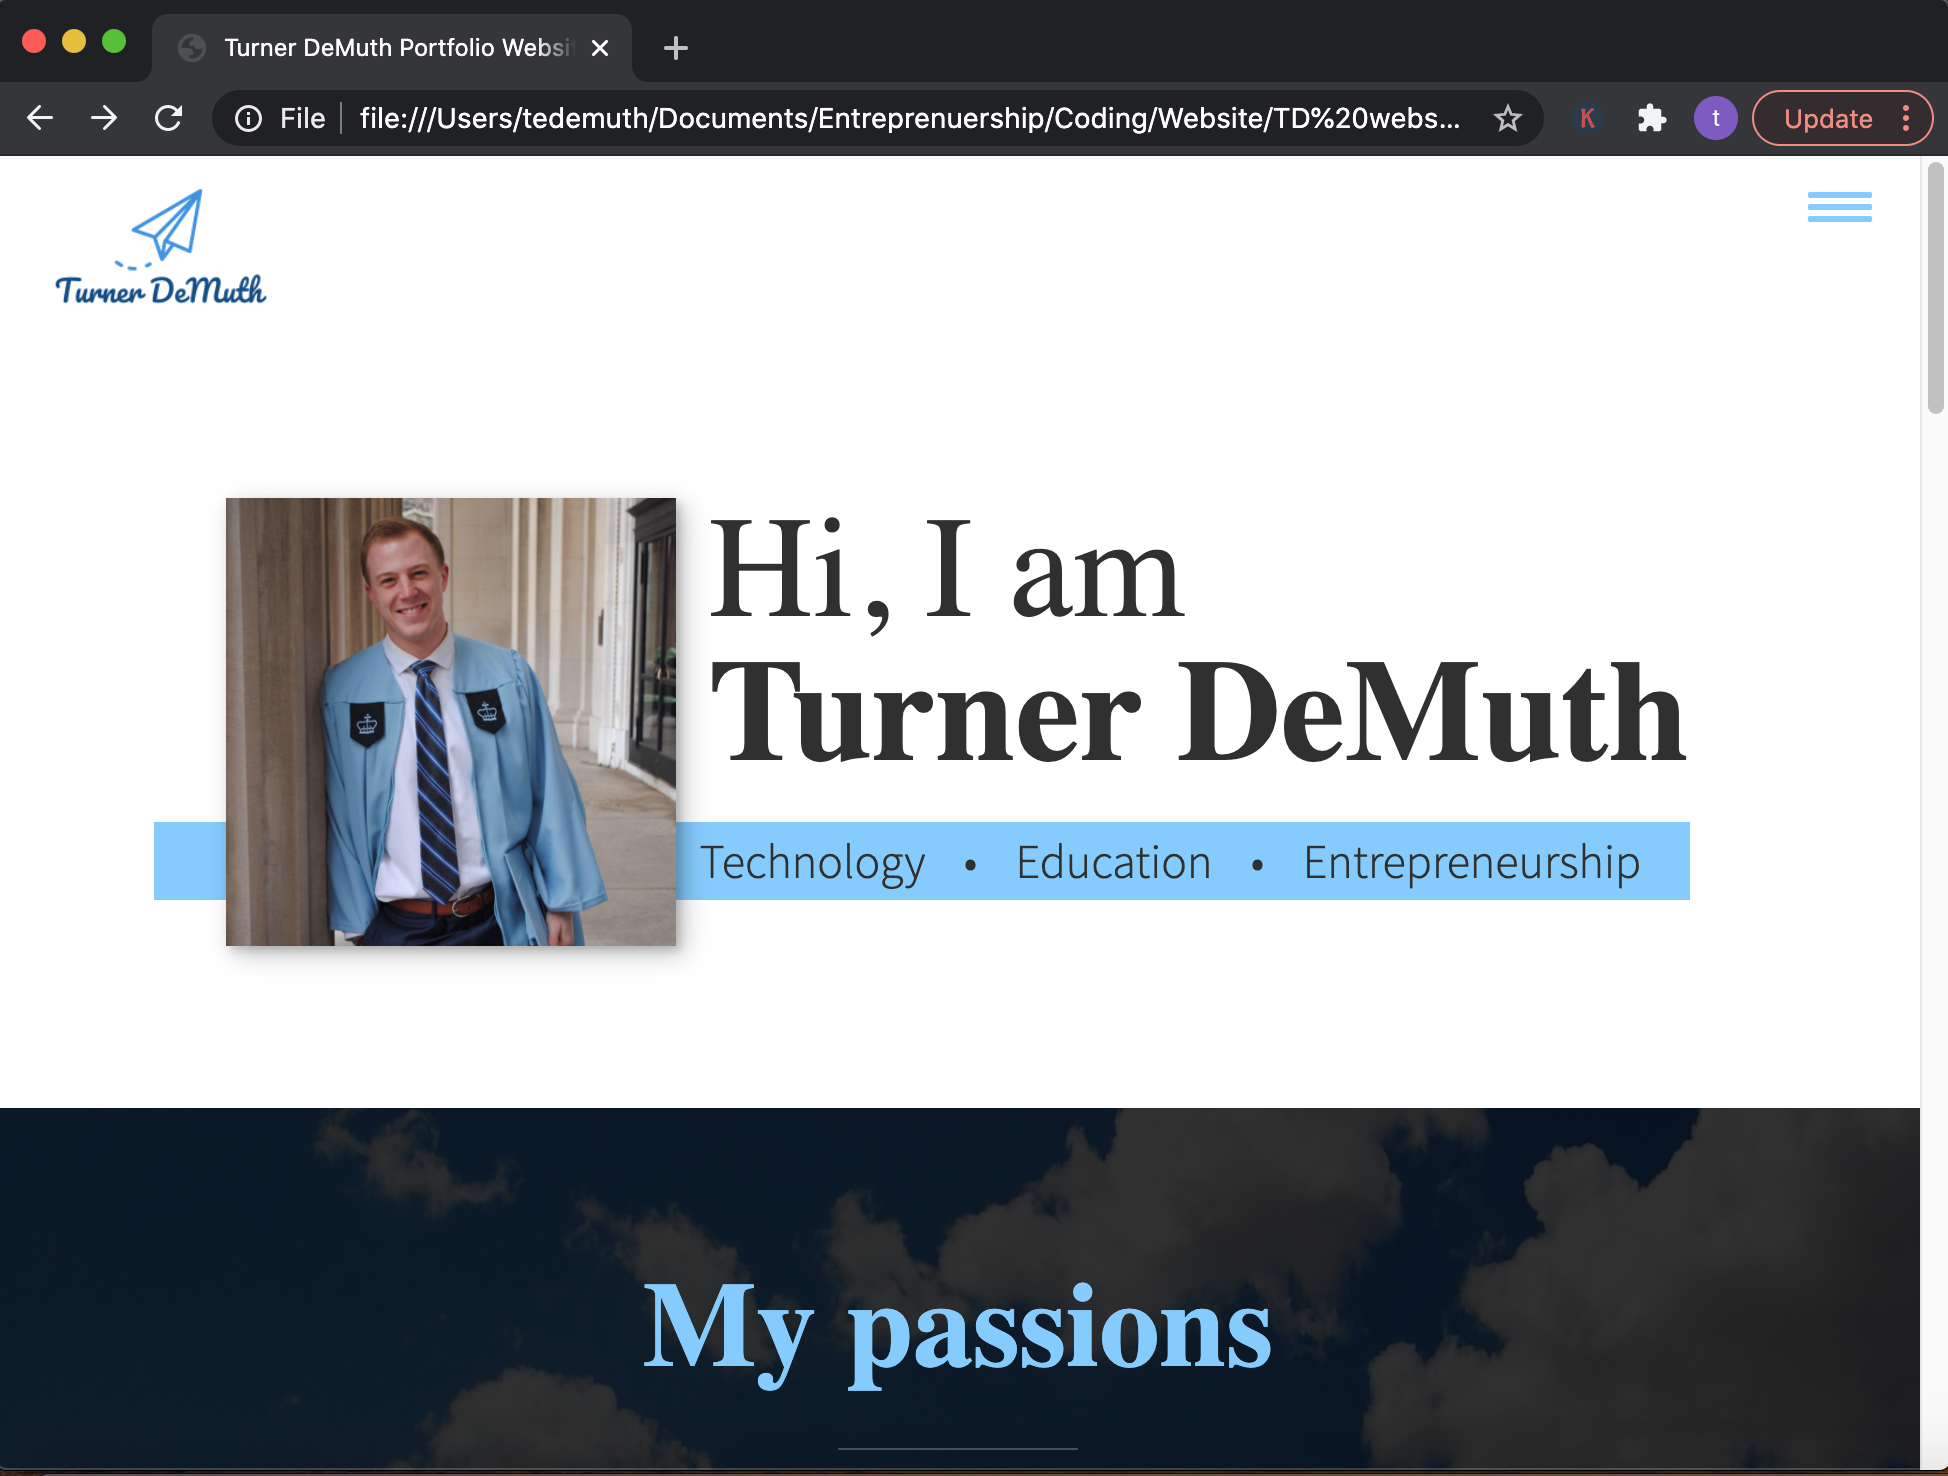 Turner DeMuth Portfolio Websi
File
file:///Users/tedemuth/Documents/Entreprenuership/Coding/Website/TD%20webs...
K
t
Update
Turner DeMuth
Hi, I am
Turner DeMuth
Technology • Education • Entrepreneurship
My passions